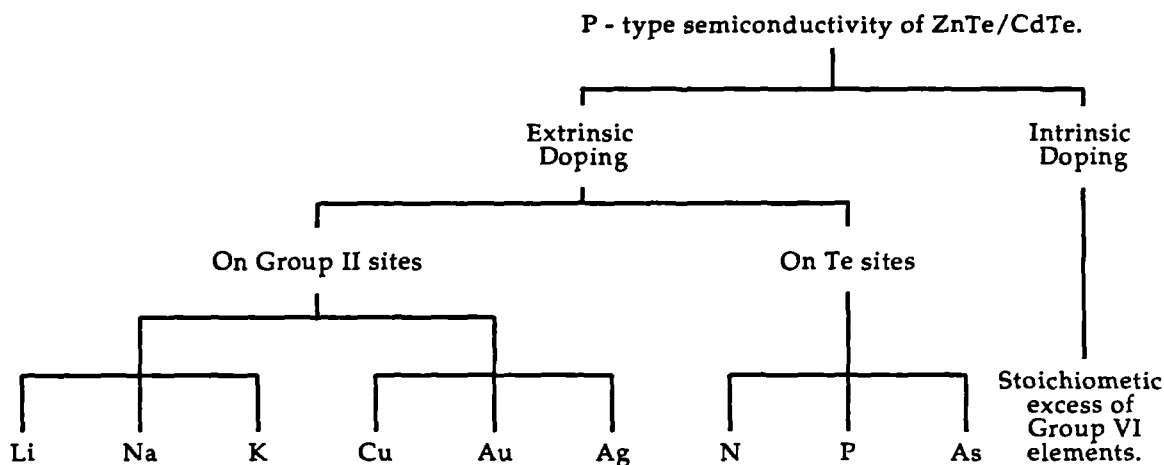 P - type semiconductivity of ZnTe/CdTe.
Extrinsic
Doping
Intrinsic
Doping
On Group II sites
On Te sites
Li
Na
K
Cu
Au
Ag
N
P
As
Stoichiometic
excess of
Group VI
elements.